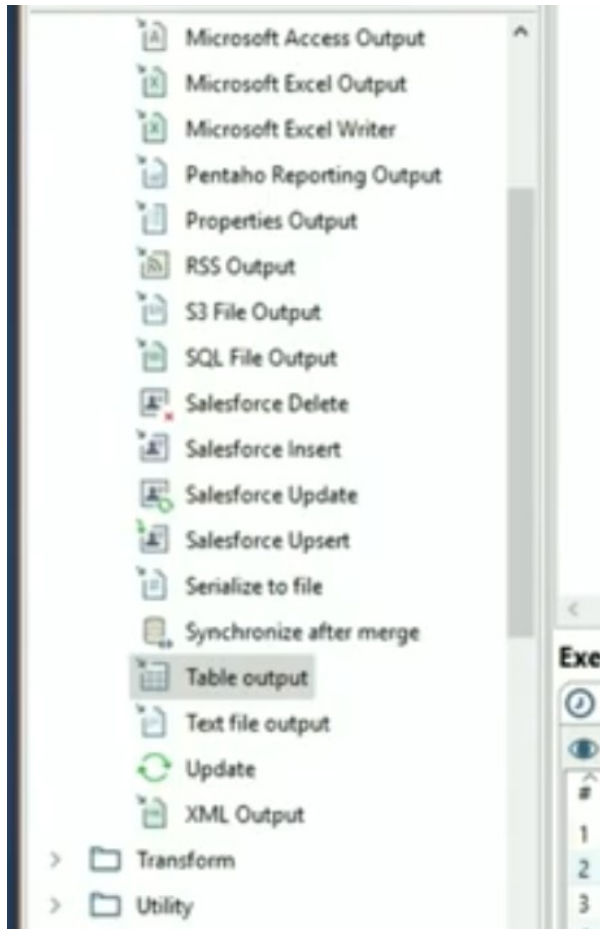 Microsoft Access Output
Microsoft Excel Output
Microsoft Excel Writer
Pentaho Reporting Output
Properties Output
RSS Output
S3 File Output
SQL File Output
Salesforce Delete
Salesforce Insert
Salesforce Update
Salesforce Upsert
Serialize to file
Synchronize after merge
Table output
Text file output
Update
XML Output
Transform
Utility
Exe
#
1
2
3